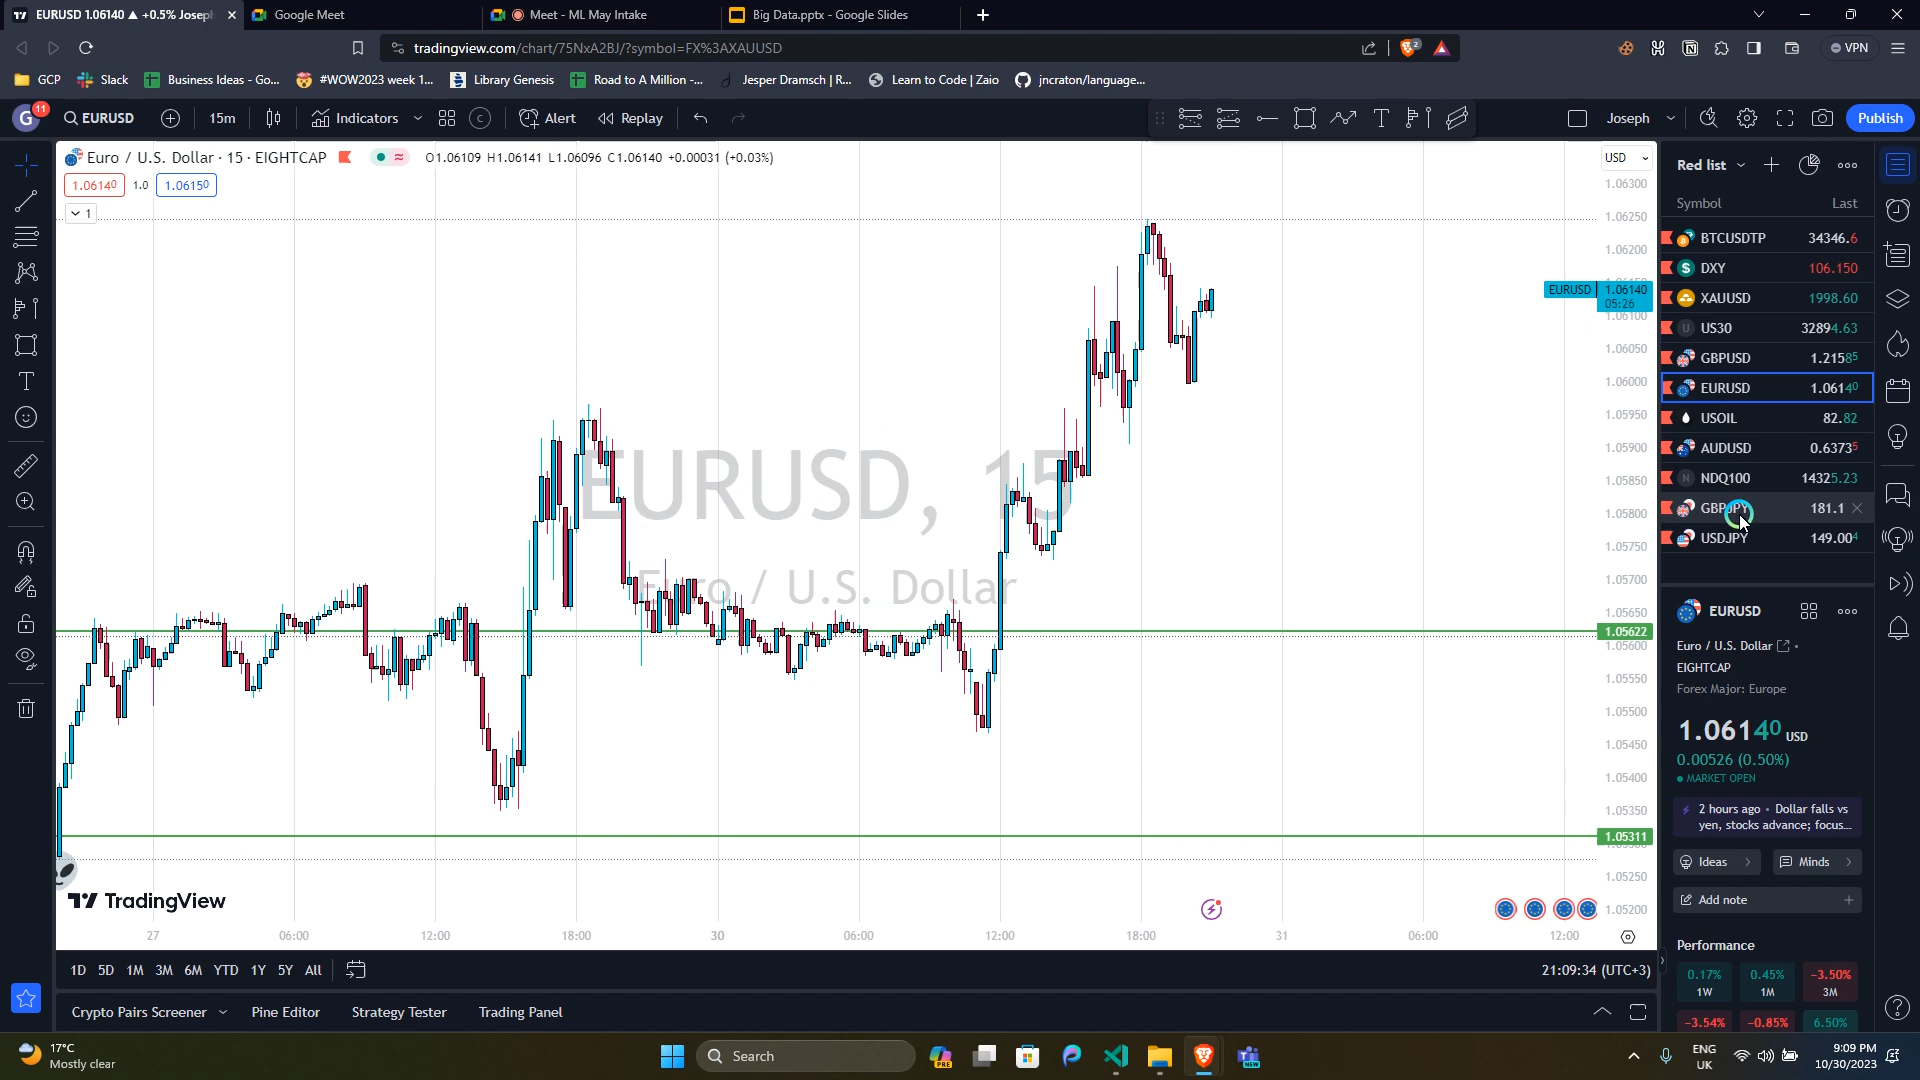 EURUSD 1.06140 ▲ +0.5% Josep
Google Meet
Meet - ML May Intake
Big Data.pptx - Google Slides
tradingview.com/chart/75NxA2BJ/?symbol=FX%3AXAUUSD
2
VPN
GCP
Slack
Business Ideas - Go...
#WOW2023 week 1...
Library Genesis
Road to A Million -...
Jesper Dramsch | R...
Learn to Code | Zaio
jncraton/language...
G
11
EURUSD
15m
Indicators
C
Alert
Replay
Joseph
Publish
Euro / U.S. Dollar · 15 · EIGHTCAP
O1.06109 H1.06141 L1.06096 C1.06140 +0.00031 (+0.03%)
1.06140
1.0
1.06150
1
USD
1.06300
1.06250
1.06200
EURUSD
1.06140
05:26
1.06100
1.06050
1.06000
1.05950
1.05900
1.05850
1.05800
1.05750
1.05700
1.05650
1.05622
1.05600
1.05550
1.05500
1.05450
1.05400
1.05350
1.05311
1.05250
1.05200
EURUSD, 15
Euro / U.S. Dollar
TradingView
27
06:00
12:00
18:00
30
06:00
12:00
18:00
31
06:00
12:00
1D 5D 1M 3M 6M YTD 1Y 5Y All
21:09:34 (UTC+3)
Crypto Pairs Screener
Pine Editor
Strategy Tester
Trading Panel
Red list
Symbol Last
BTCUSDTP 34346.6
DXY 106.150
XAUUSD 1998.60
US30 32894.63
GBPUSD 1.21585
EURUSD 1.06140
USOIL 82.82
AUDUSD 0.63735
NDQ100 14325.23
GBPJPY 181.1
USDJPY 149.004
EURUSD
Euro / U.S. Dollar
EIGHTCAP
Forex Major: Europe
1.06140 USD
0.00526 (0.50%)
MARKET OPEN
2 hours ago · Dollar falls vs
yen, stocks advance; focus...
Ideas
Minds
Add note
Performance
0.17%
1W
0.45%
1M
−3.50%
3M
−3.54%
−0.85%
6.50%
17°C
Mostly clear
Search
PRE
NEW
ENG
UK
9:09 PM
10/30/2023